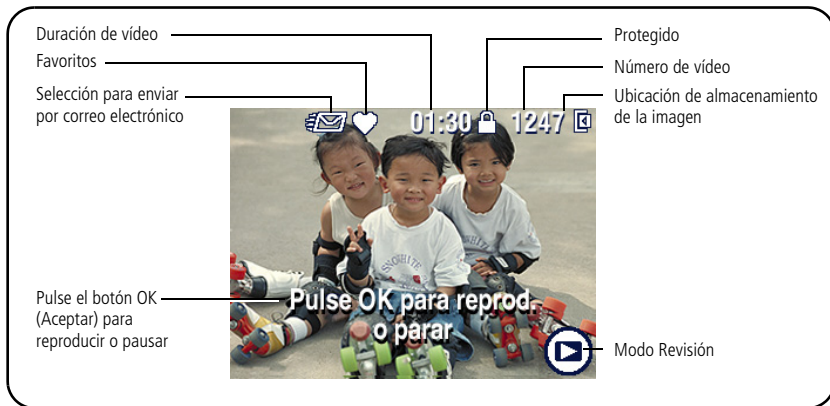 Duración de vídeo
Favoritos
Selección para enviar
por correo electrónico
Protegido
Número de vídeo
Ubicación de almacenamiento
de la imagen
01:30
1247
SNOWHITE
Pulse OK para reprod.
o parar
Pulse el botón OK
(Aceptar) para
reproducir o pausar
Modo Revisión